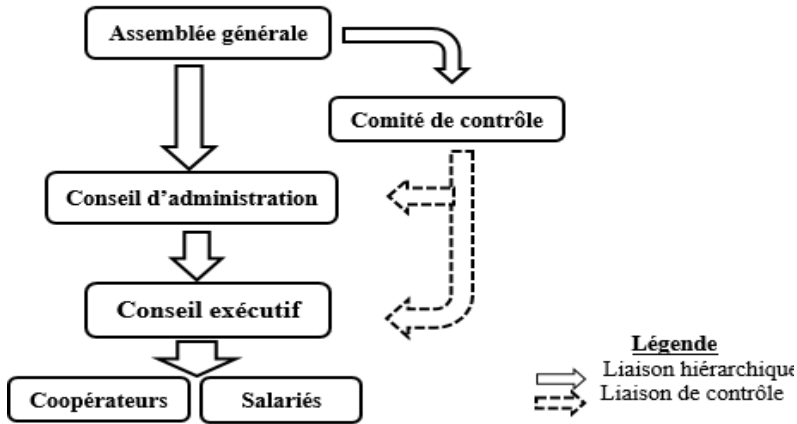 Assemblée générale
Comité de contrôle
Conseil d'administration
Conseil exécutif
Coopérateurs
Salariés
Légende
Liaison hiérarchique
Liaison de contrôle